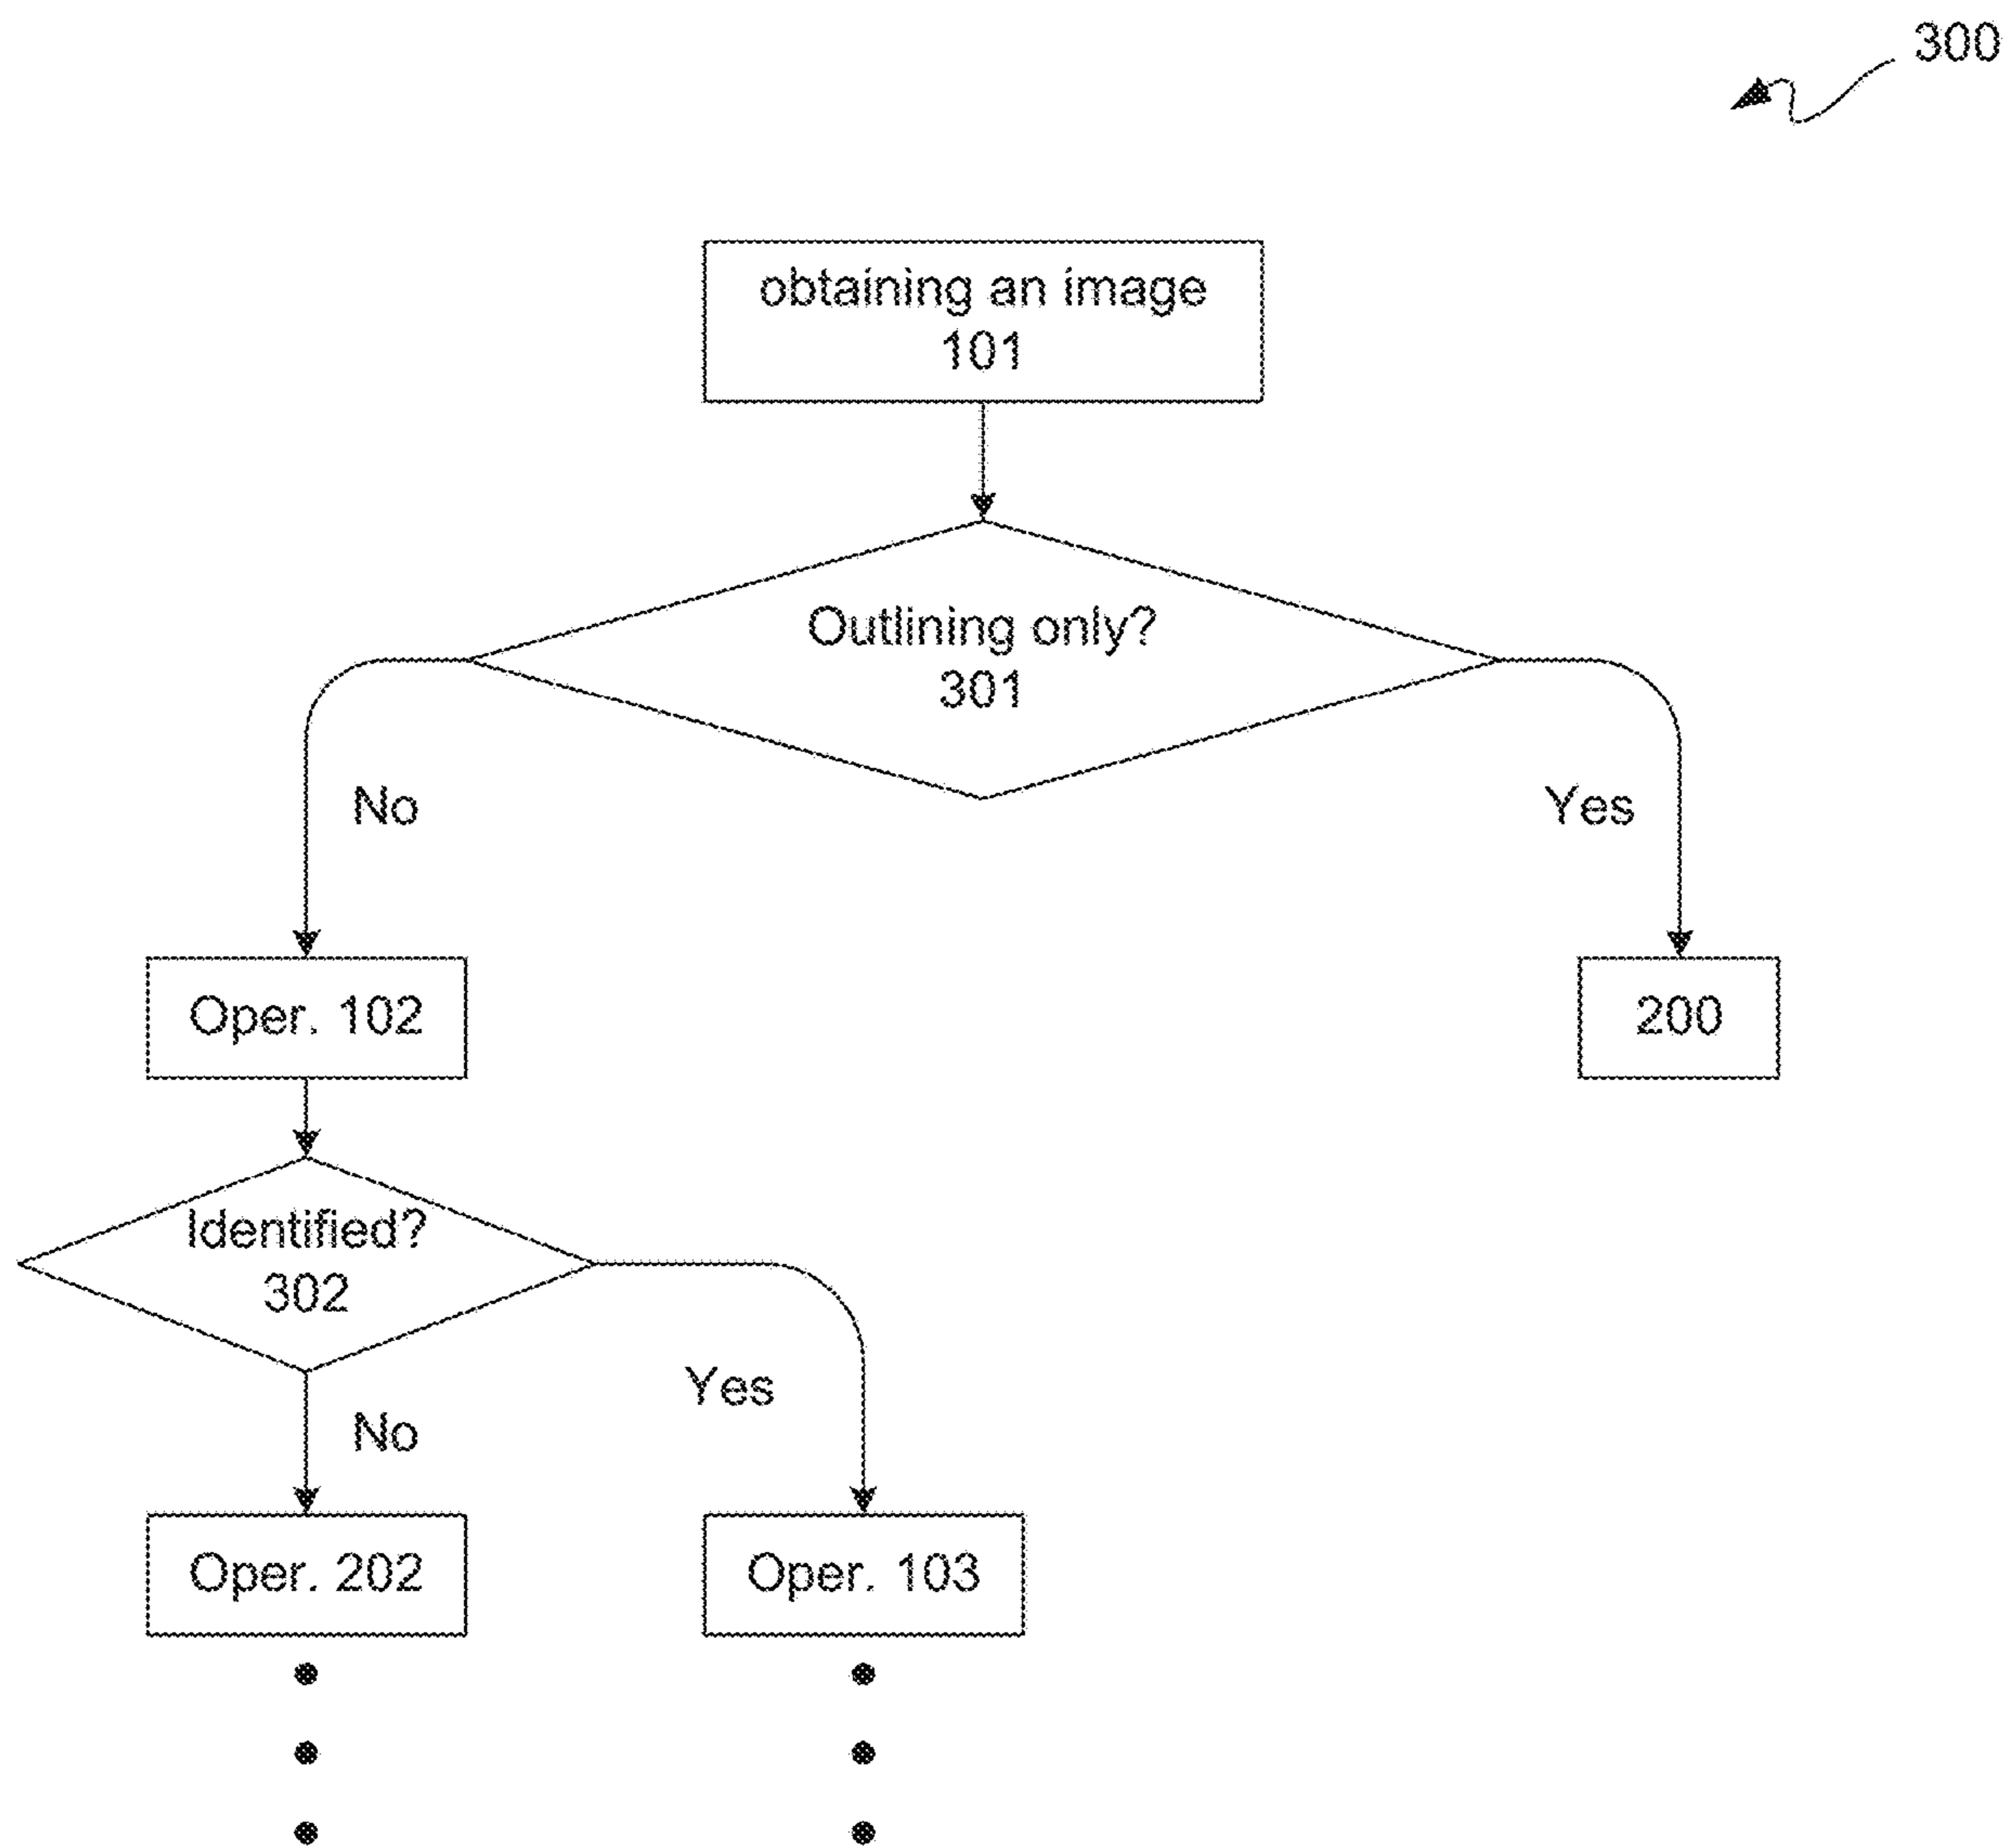 300
obtaining an image
101
Outlining only?
301
No
Yes
Oper. 102
200
Identified?
302
Yes
No
Oper. 202
Oper. 103